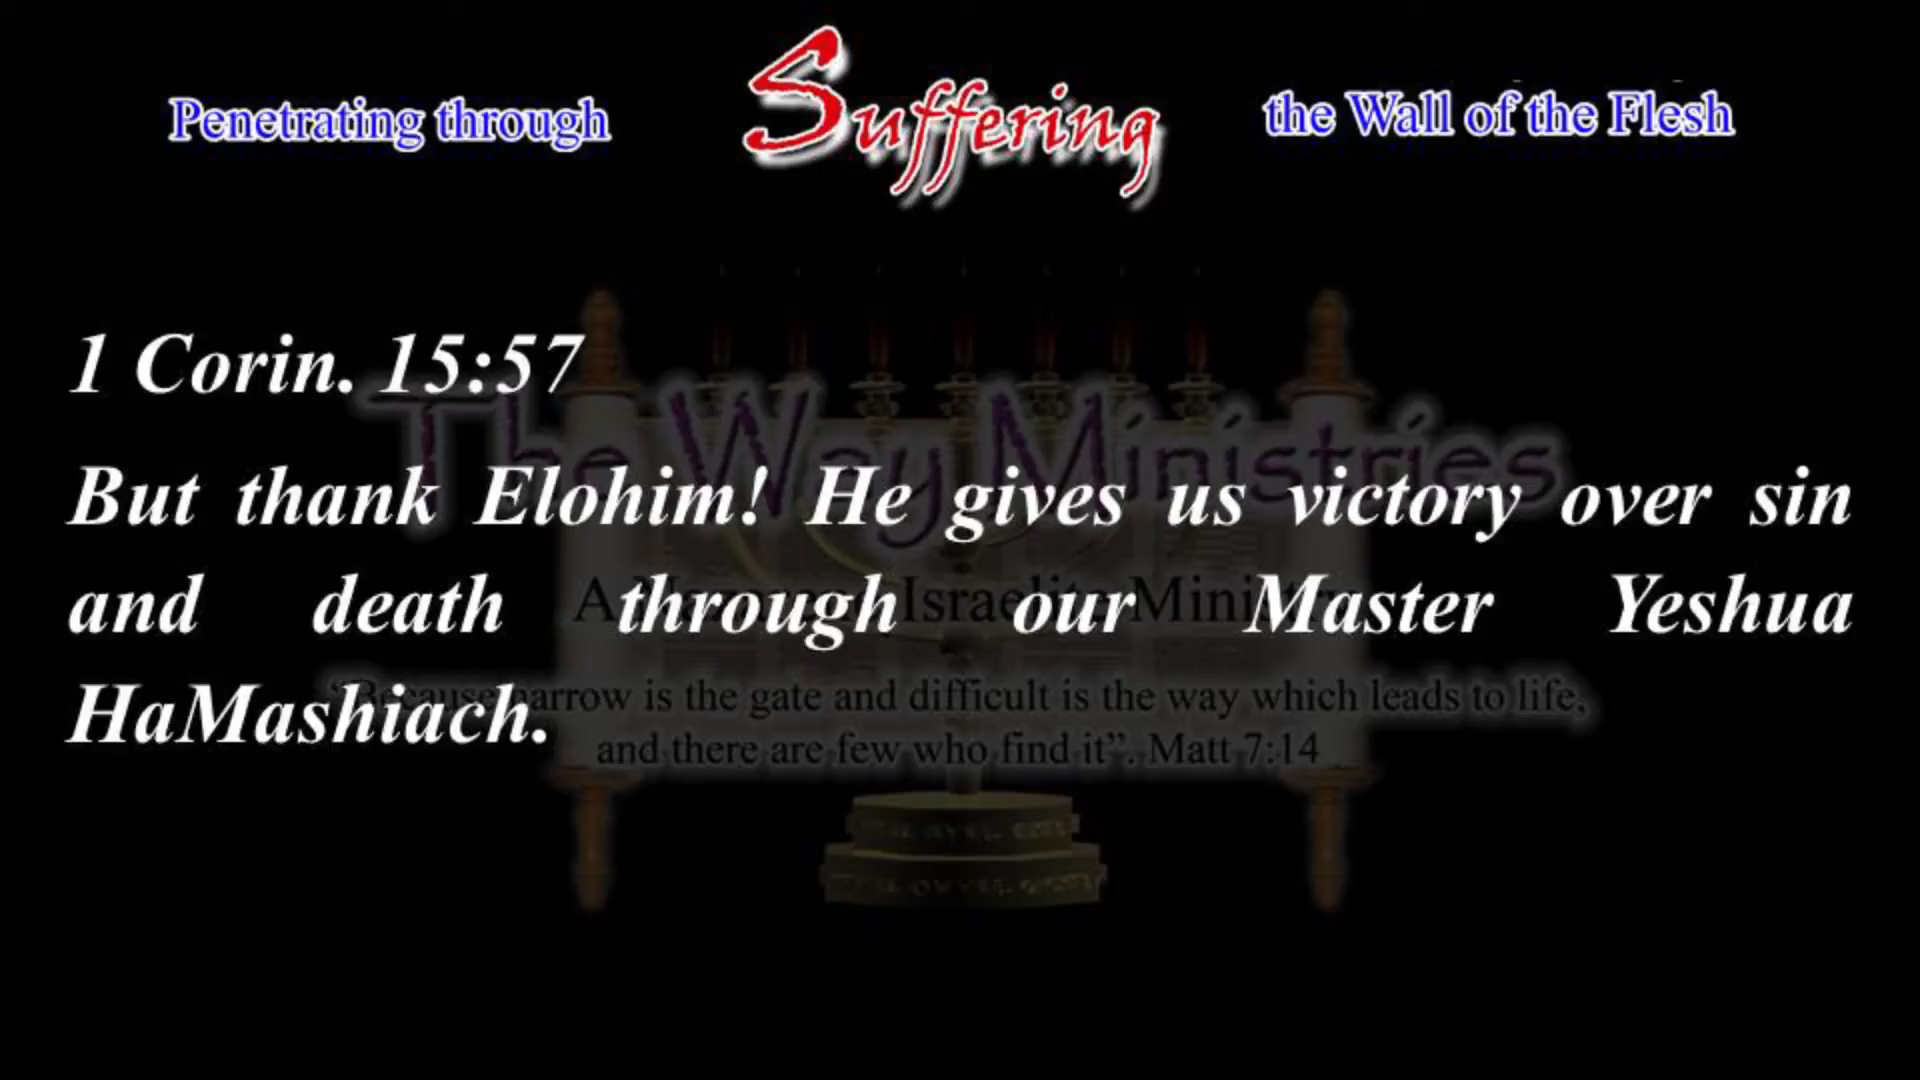 Penetrating through Suffering the Wall of the Flesh
1 Corin. 15:57
The Way Ministries
But thank Elohim! He gives us victory over sin
and death through our Master Yeshua
A Israelite
HaMashiach.
“Because narrow is the gate and difficult is the way which leads to life,
and there are few who find it”. Matt 7:14